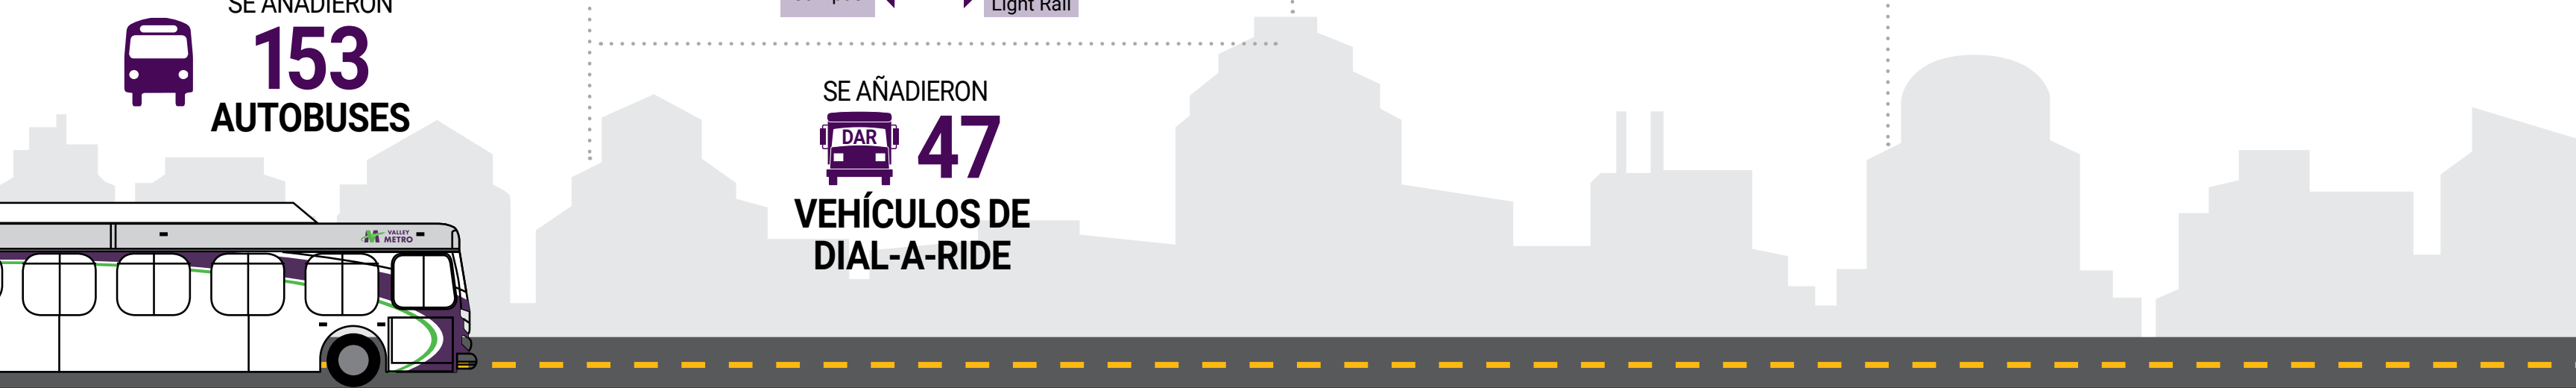 SE AÑADIERON
153
AUTOBUSES
Light Rail
SE AÑADIERON
DAR
47
VEHÍCULOS DE
DIAL-A-RIDE
VALLEY
METRO